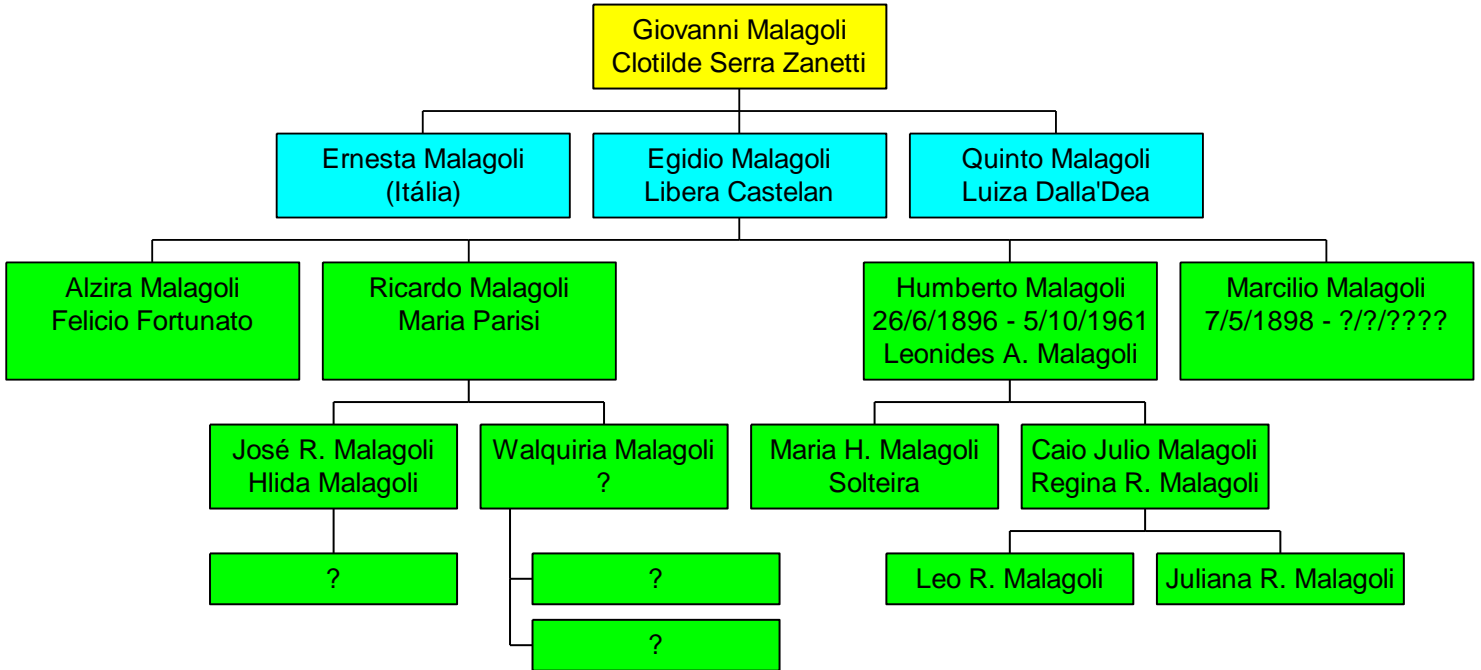 Giovanni Malagoli
Clotilde Serra Zanetti
Ernesta Malagoli
(Itália)
Egidio Malagoli
Libera Castelan
Quinto Malagoli
Luiza Dalla'Dea
Alzira Malagoli
Felicio Fortunato
Ricardo Malagoli
Maria Parisi
Humberto Malagoli
26/6/1896 - 5/10/1961
Leonides A. Malagoli
Marcilio Malagoli
7/5/1898 - ?/?/????
José R. Malagoli
Hlida Malagoli
Walquiria Malagoli
?
Maria H. Malagoli
Solteira
Caio Julio Malagoli
Regina R. Malagoli
?
?
Leo R. Malagoli
Juliana R. Malagoli
?